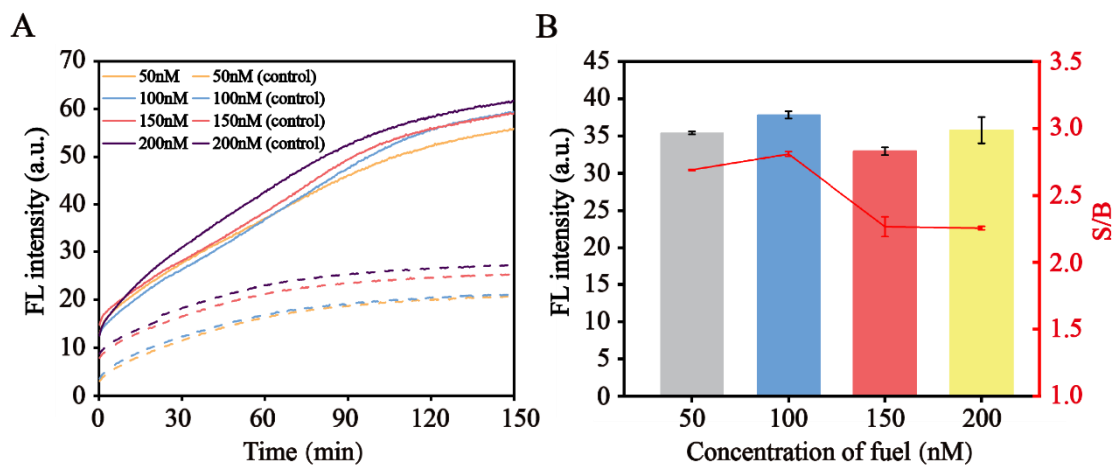 A
FL intensity (a.u.)
70
60
50
40
30
20
10
0
50nM
50nM (control)
100nM
100nM (control)
150nM
150nM (control)
200nM
200nM (control)
0
30
60
90
120
150
Time (min)
B
FL intensity (a.u.)
45
40
35
30
25
20
15
10
5
0
50
100
150
200
Concentration of fuel (nM)
3.5
3.0
2.5
2.0
1.5
1.0
S/B